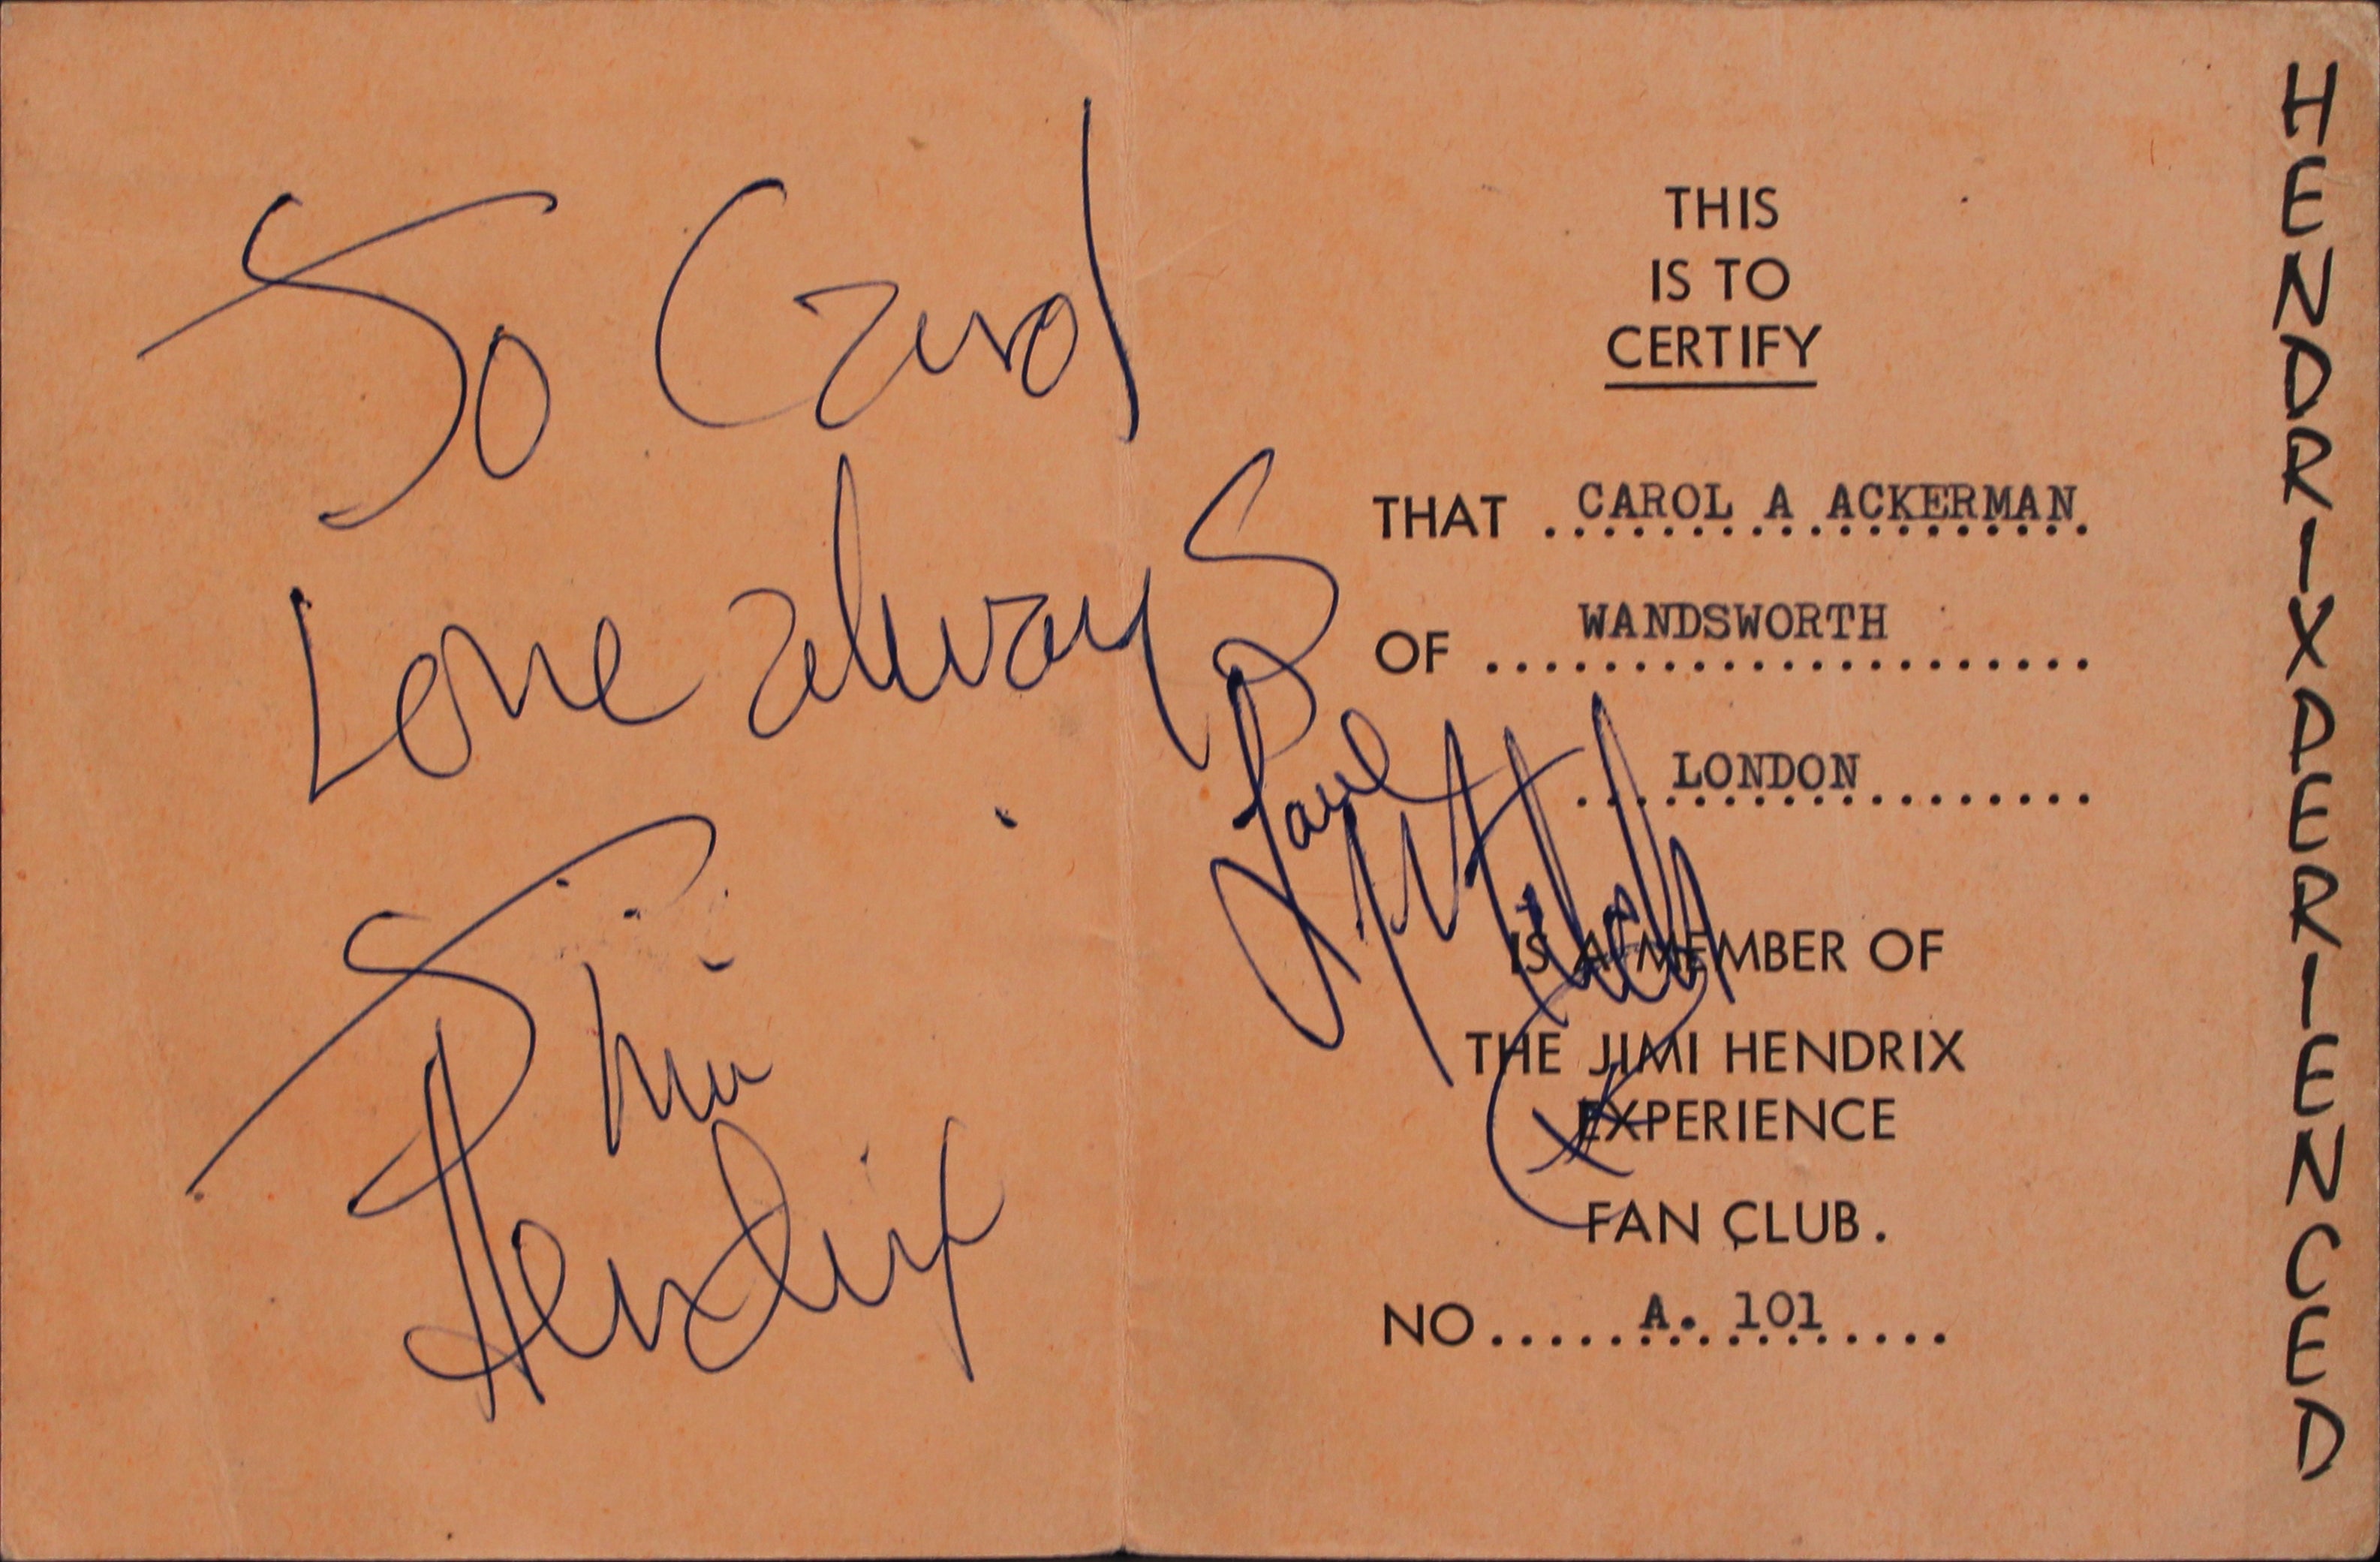 To Carol
Love always
Jimi
Hendrix
THIS
IS TO
CERTIFY
THAT CAROL A ACKERMAN
OF WANDSWORTH
LONDON
Love
Mitch
X
IS A MEMBER OF
THE JIMI HENDRIX
EXPERIENCE
FAN CLUB.
NO A. 101
HENDRIXPERIENCED